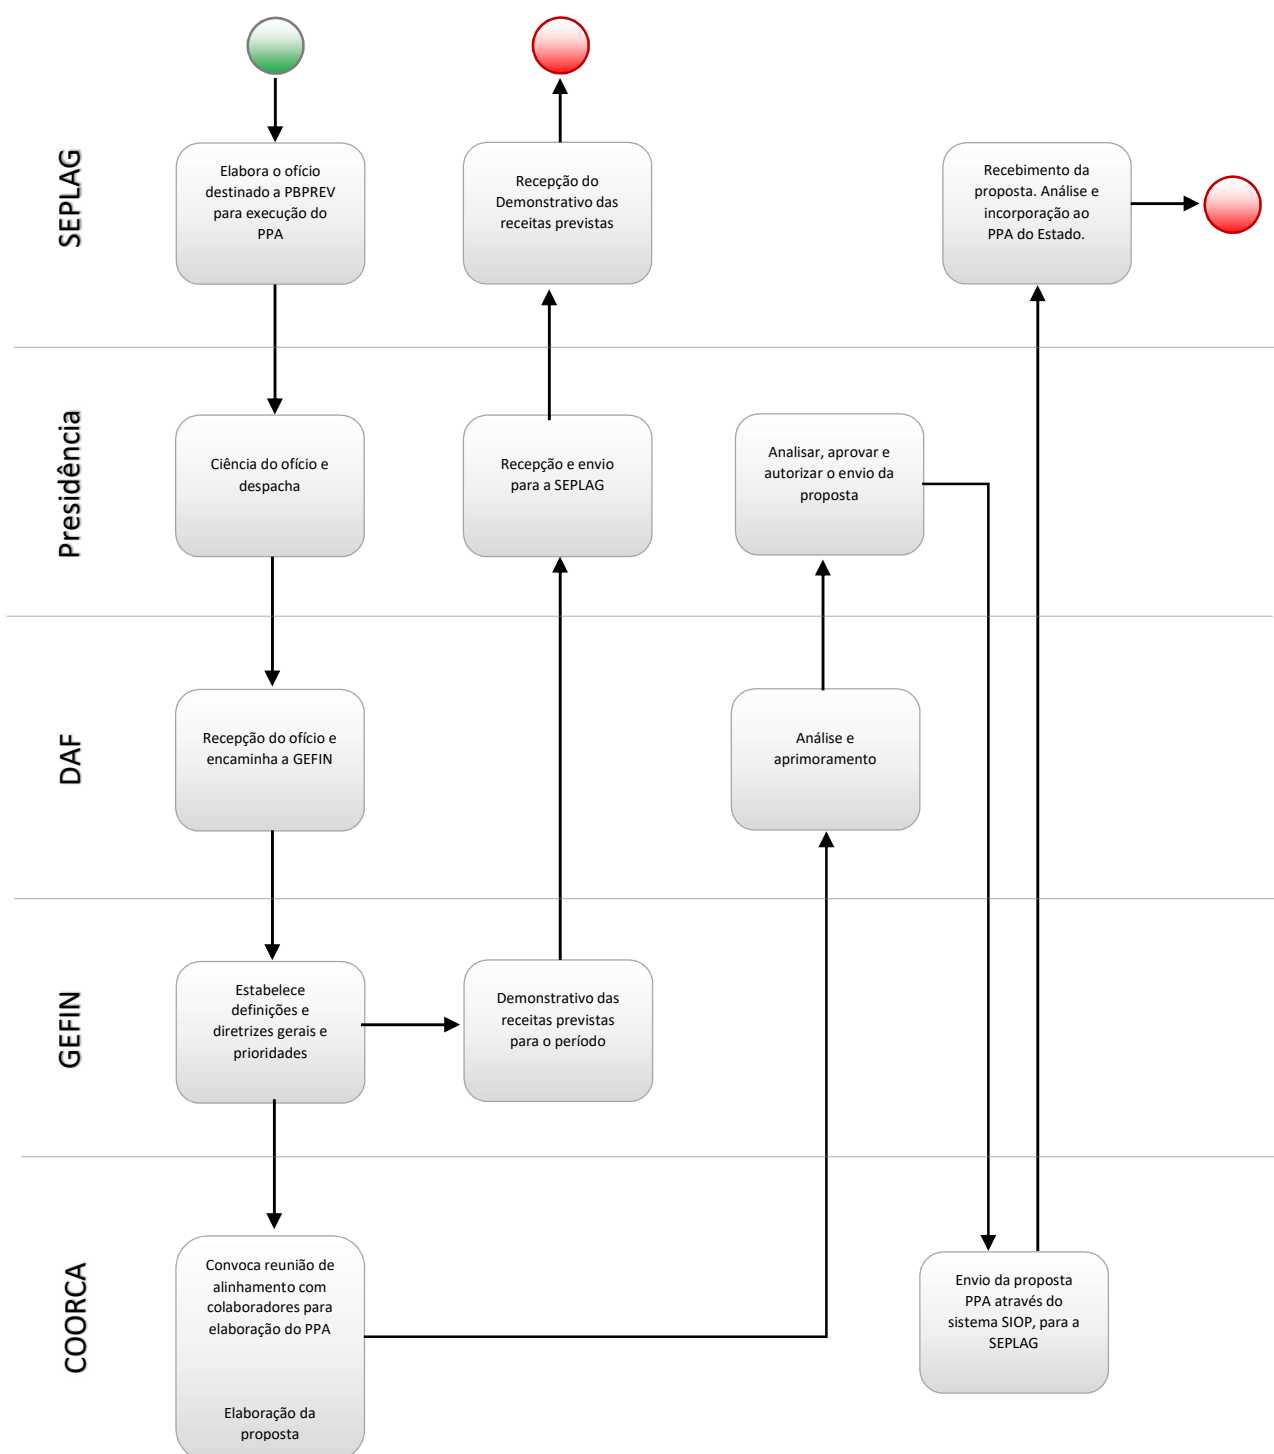 SEPLAG
Elabora o ofício
destinado a PBPREV
para execução do
PPA
Recepção do
Demonstrativo das
receitas previstas
Recebimento da
proposta. Análise e
incorporação ao
PPA do Estado.
Presidência
Ciência do ofício e
despacha
Recepção e envio
para a SEPLAG
Analisar, aprovar e
autorizar o envio da
proposta
DAF
Recepção do ofício e
encaminha a GEFIN
Análise e
aprimoramento
GEFIN
Estabelece
definições e
diretrizes gerais e
prioridades
Demonstrativo das
receitas previstas
para o período
COORCA
Convoca reunião de
alinhamento com
colaboradores para
elaboração do PPA
Elaboração da
proposta
Envio da proposta
PPA através do
sistema SIOP, para a
SEPLAG